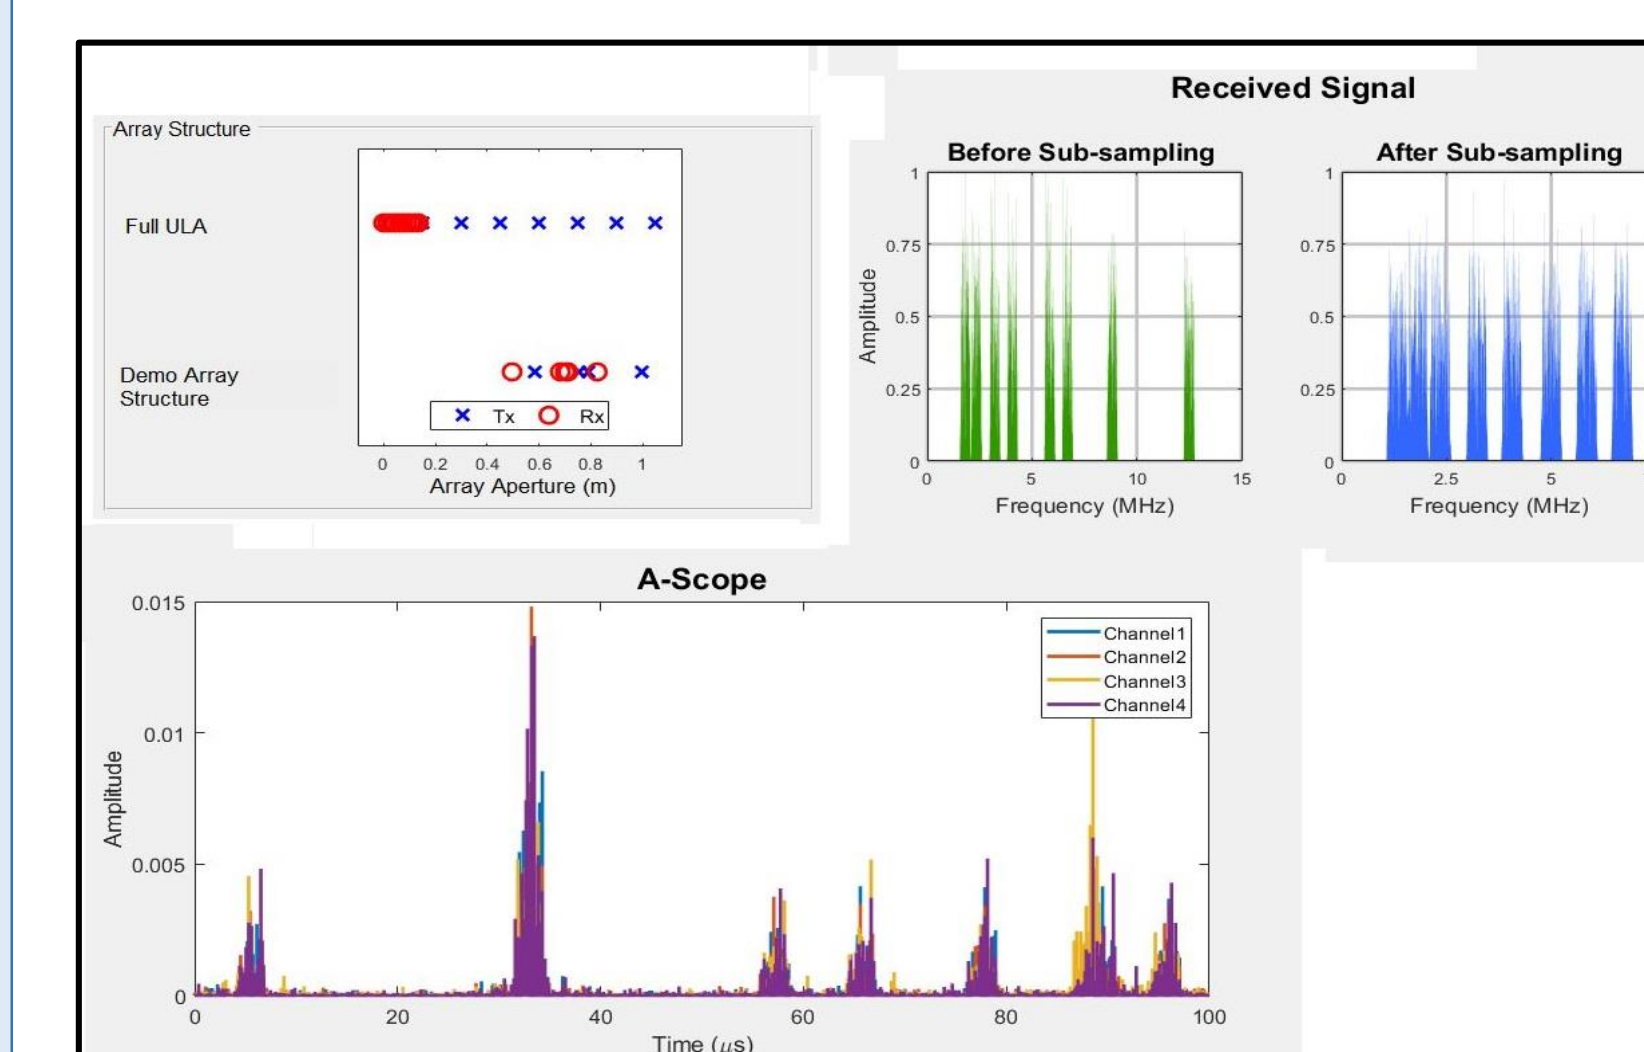 Received Signal
Array Structure
Full ULA
Demo Array
Structure
Tx Rx
0 0.2 0.4 0.6 0.8 1
Array Aperture (m)
Before Sub-sampling
Amplitude
1
0.75
0.5
0.25
0
0 5 10 15
Frequency (MHz)
After Sub-sampling
1
0.75
0.5
0.25
0
0 2.5 5
Frequency (MHz)
A-Scope
Amplitude
0.015
0.01
0.005
0
Channel1
Channel2
Channel3
Channel4
0 20 40 60 80 100
Time (μs)